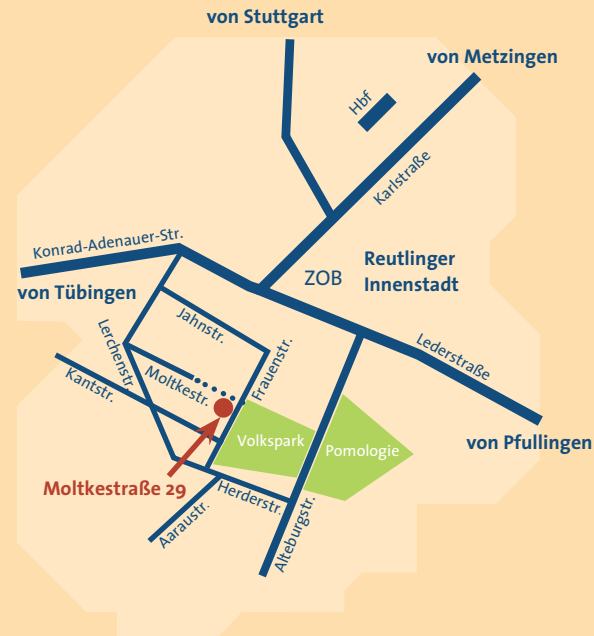 von Stuttgart
von Metzingen
Hbf
Karlstraße
Konrad-Adenauer-Str.
Reutlinger
Innenstadt
ZOB
von Tübingen
Jahnstr.
Lerchenstr.
Lederstraße
Frauenstr.
Moltkestr.
Kantstr.
Volkspark
Pomologie
von Pfullingen
Moltkestraße 29
Herderstr.
Aaraustr.
Alteburgstr.